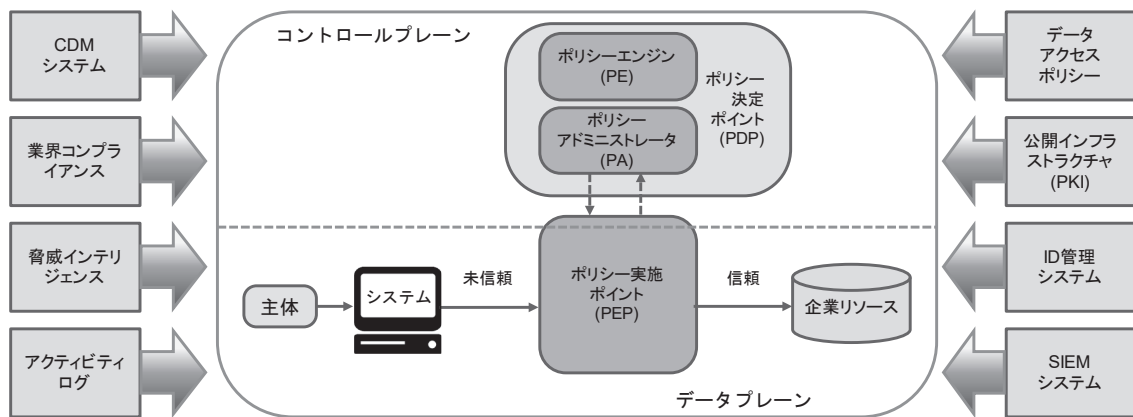 CDM
システム
業界コンプラ
イアンス
脅威インテリ
ジェンス
アクティビティ
ログ
コントロールプレーン
ポリシーエンジン
(PE)
ポリシー
アドミニストレータ
(PA)
ポリシー
決定
ポイント
(PDP)
主体
システム
未信頼
ポリシー実施
ポイント
(PEP)
信頼
企業リソース
データプレーン
データ
アクセス
ポリシー
公開インフラ
ストラクチャ
(PKI)
ID管理
システム
SIEM
システム